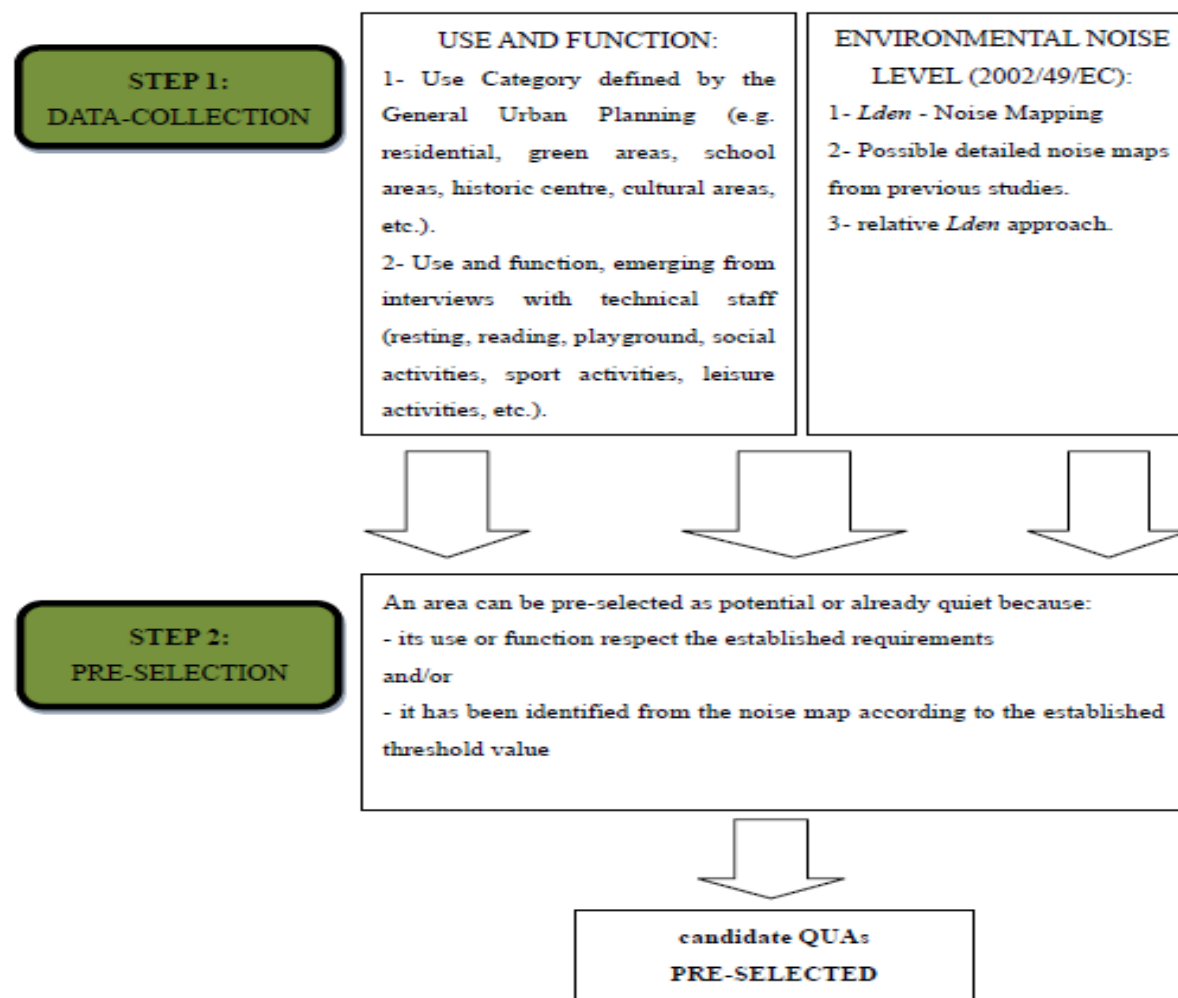 STEP 1:
DATA-COLLECTION
USE AND FUNCTION:
1- Use Category defined by the
General Urban Planning (e.g.
residential, green areas, school
areas, historic centre, cultural areas,
etc.).
2- Use and function, emerging from
interviews with technical staff
(resting, reading, playground, social
activities, sport activities, leisure
activities, etc.).
ENVIRONMENTAL NOISE
LEVEL (2002/49/EC):
1- Lden - Noise Mapping
2- Possible detailed noise maps
from previous studies.
3- relative Lden approach.
STEP 2:
PRE-SELECTION
An area can be pre-selected as potential or already quiet because:
- its use or function respect the established requirements
and/or
- it has been identified from the noise map according to the established
threshold value
candidate QUAs
PRE-SELECTED